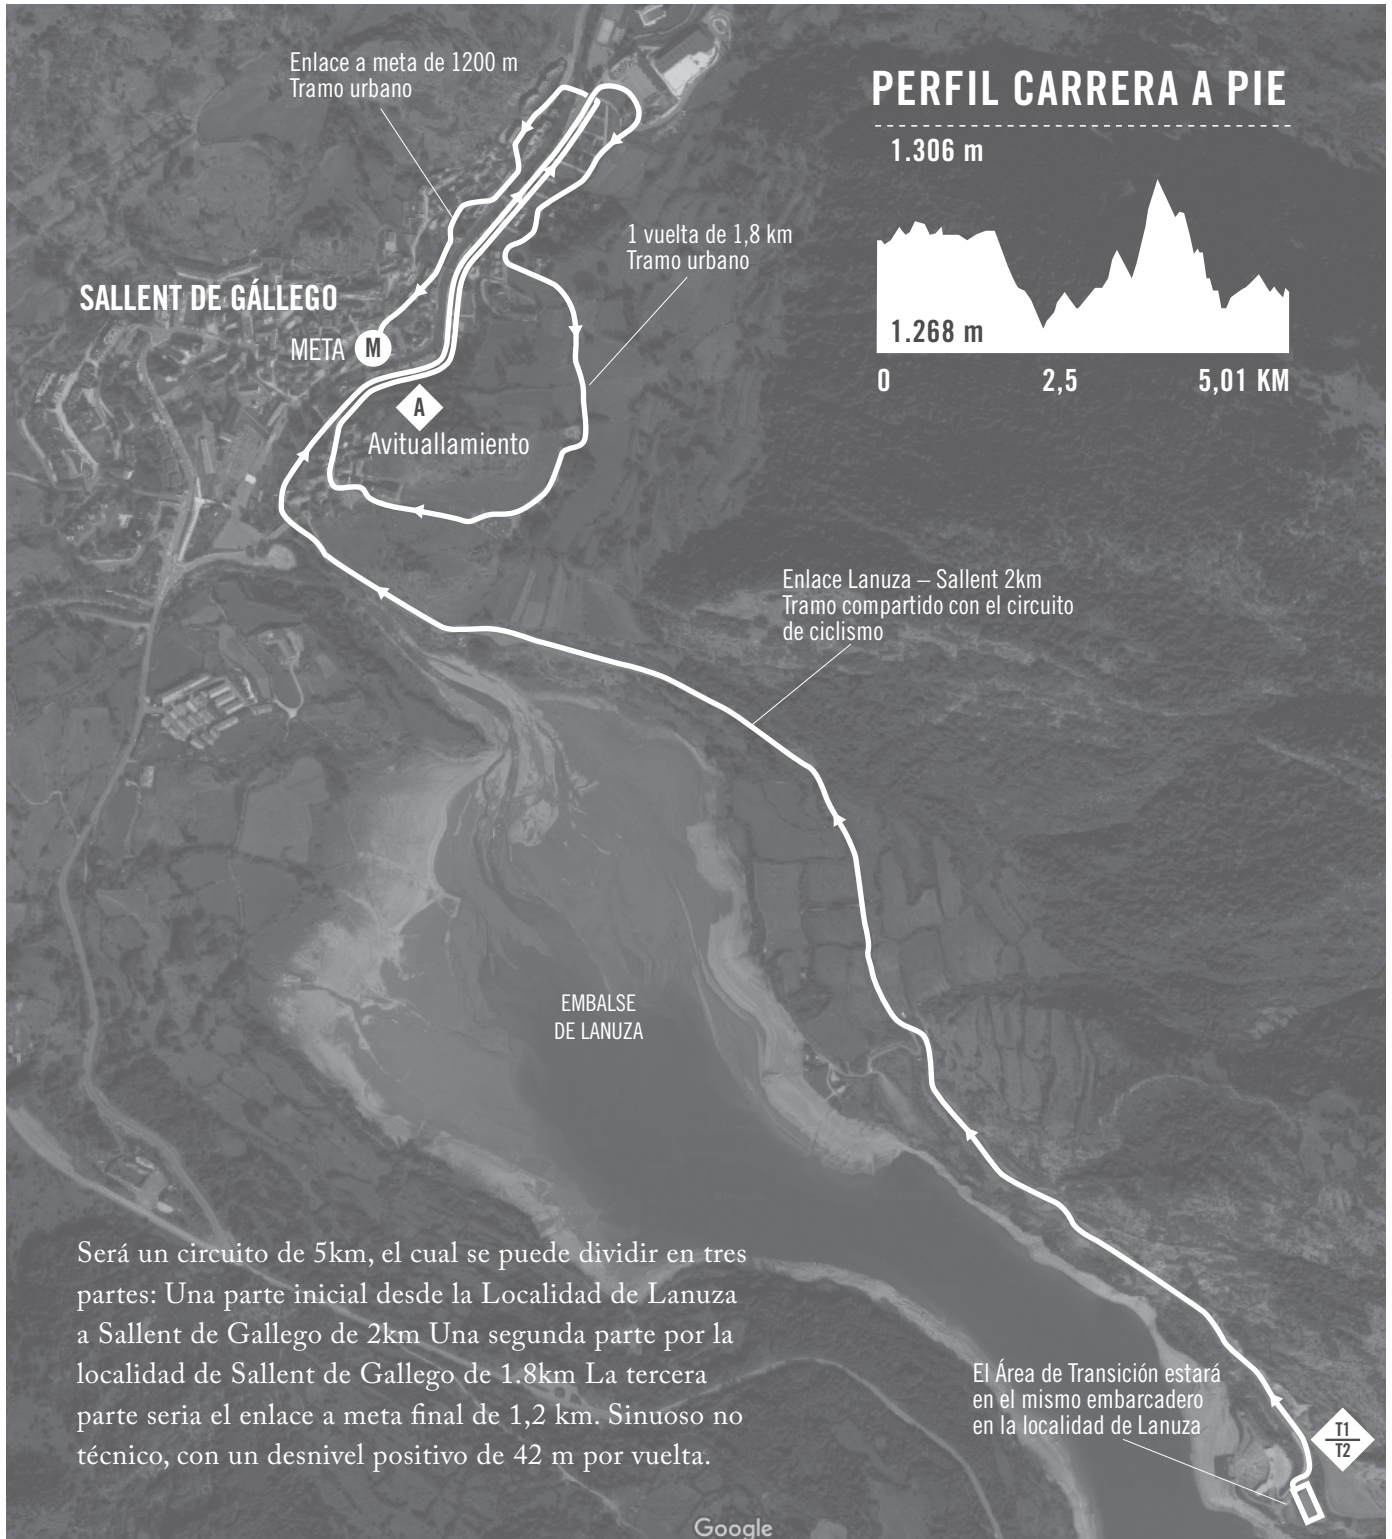 Enlace a meta de 1200 m
Tramo urbano
PERFIL CARRERA A PIE
1.306 m
1.268 m
0 2,5 5,01 KM
1 vuelta de 1,8 km
Tramo urbano
SALLENT DE GÁLLEGO
META M
A
Avituallamiento
Enlace Lanuza – Sallent 2km
Tramo compartido con el circuito
de ciclismo
EMBALSE
DE LANUZA
Será un circuito de 5km, el cual se puede dividir en tres
partes: Una parte inicial desde la Localidad de Lanuza
a Sallent de Gallego de 2km Una segunda parte por la
localidad de Sallent de Gallego de 1.8km La tercera
parte seria el enlace a meta final de 1,2 km. Sinuoso no
técnico, con un desnivel positivo de 42 m por vuelta.
El Área de Transición estará
en el mismo embarcadero
en la localidad de Lanuza
T1
T2
Google